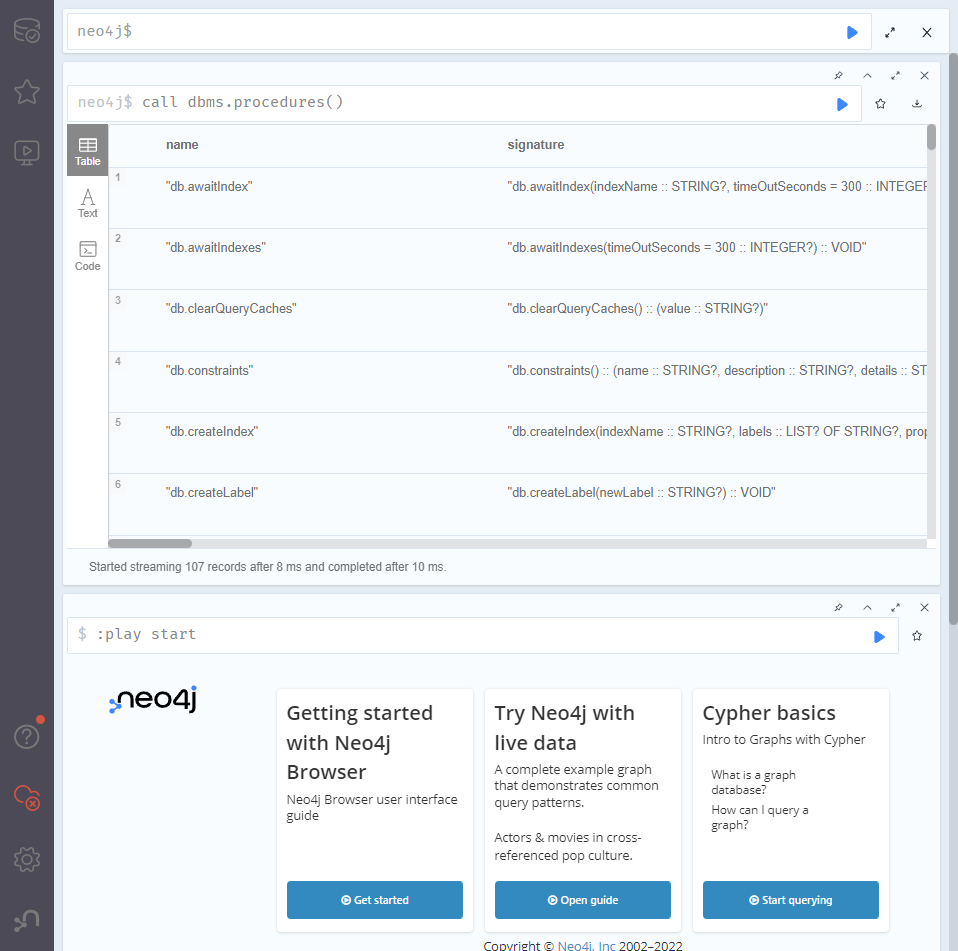 neo4j$
neo4j$ call dbms.procedures()
Table
Text
Code
name signature
1 "db.awaitIndex" "db.awaitIndex(indexName :: STRING?, timeOutSeconds = 300 :: INTEGER
2 "db.awaitIndexes" "db.awaitIndexes(timeOutSeconds = 300 :: INTEGER?) :: VOID"
3 "db.clearQueryCaches" "db.clearQueryCaches() :: (value :: STRING?)"
4 "db.constraints" "db.constraints() :: (name :: STRING?, description :: STRING?, details :: ST
5 "db.createIndex" "db.createIndex(indexName :: STRING?, labels :: LIST? OF STRING?, prop
6 "db.createLabel" "db.createLabel(newLabel :: STRING?) :: VOID"
Started streaming 107 records after 8 ms and completed after 10 ms.
$ :play start
neo4j
Getting started
with Neo4j
Browser
Neo4j Browser user interface
guide
Get started
Try Neo4j with
live data
A complete example graph
that demonstrates common
query patterns.
Actors & movies in cross-
referenced pop culture.
Open guide
Cypher basics
Intro to Graphs with Cypher
What is a graph
database?
How can I query a
graph?
Start querying
Copyright © Neo4j, Inc 2002–2022